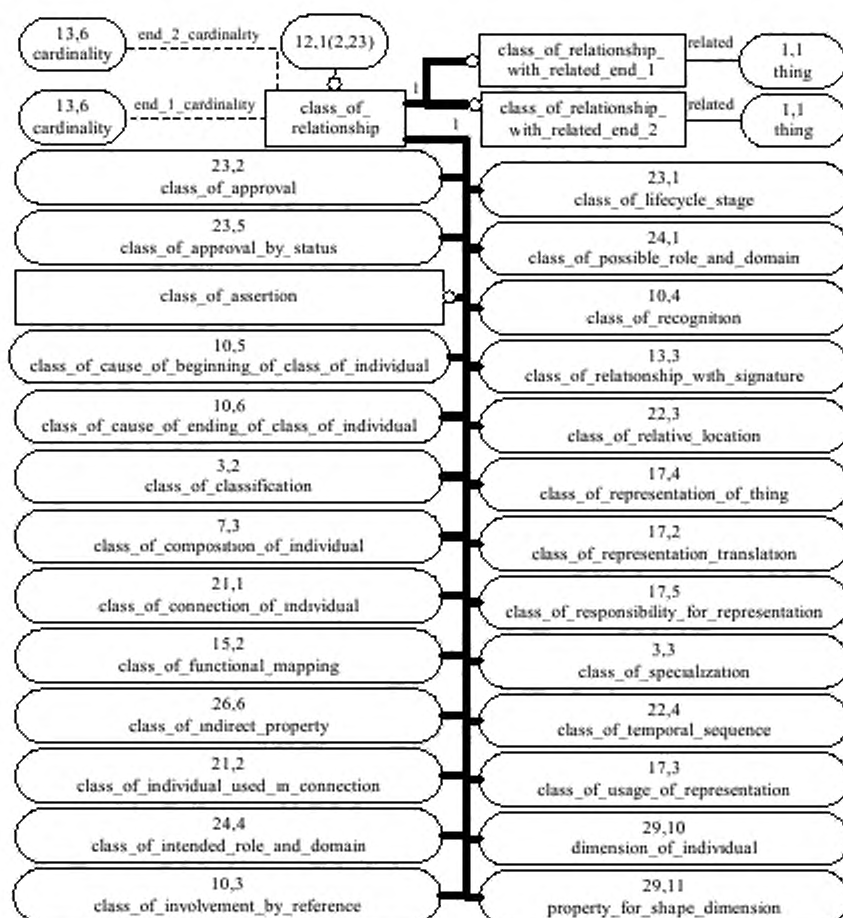 13,6
cardinality
end_2_cardinality
12,1(2,23)
class_of_relationship_
with_related_end_1
related
1,1
thing
13,6
cardinality
end_1_cardinality
class_of_
relationship
1
1
class_of_relationship_
with_related_end_2
related
1,1
thing
23,2
class_of_approval
23,5
class_of_approval_by_status
class_of_assertion
10,5
class_of_cause_of_beginning_of_class_of_individual
10,6
class_of_cause_of_ending_of_class_of_individual
3,2
class_of_classification
7,3
class_of_composition_of_individual
21,1
class_of_connection_of_individual
15,2
class_of_functional_mapping
26,6
class_of_indirect_property
21,2
class_of_individual_used_in_connection
24,4
class_of_intended_role_and_domain
10,3
class_of_involvement_by_reference
23,1
class_of_lifecycle_stage
24,1
class_of_possible_role_and_domain
10,4
class_of_recognition
13,3
class_of_relationship_with_signature
22,3
class_of_relative_location
17,4
class_of_representation_of_thing
17,2
class_of_representation_translation
17,5
class_of_responsibility_for_representation
3,3
class_of_specialization
22,4
class_of_temporal_sequence
17,3
class_of_usage_of_representation
29,10
dimension_of_individual
29,11
property_for_shape_dimension